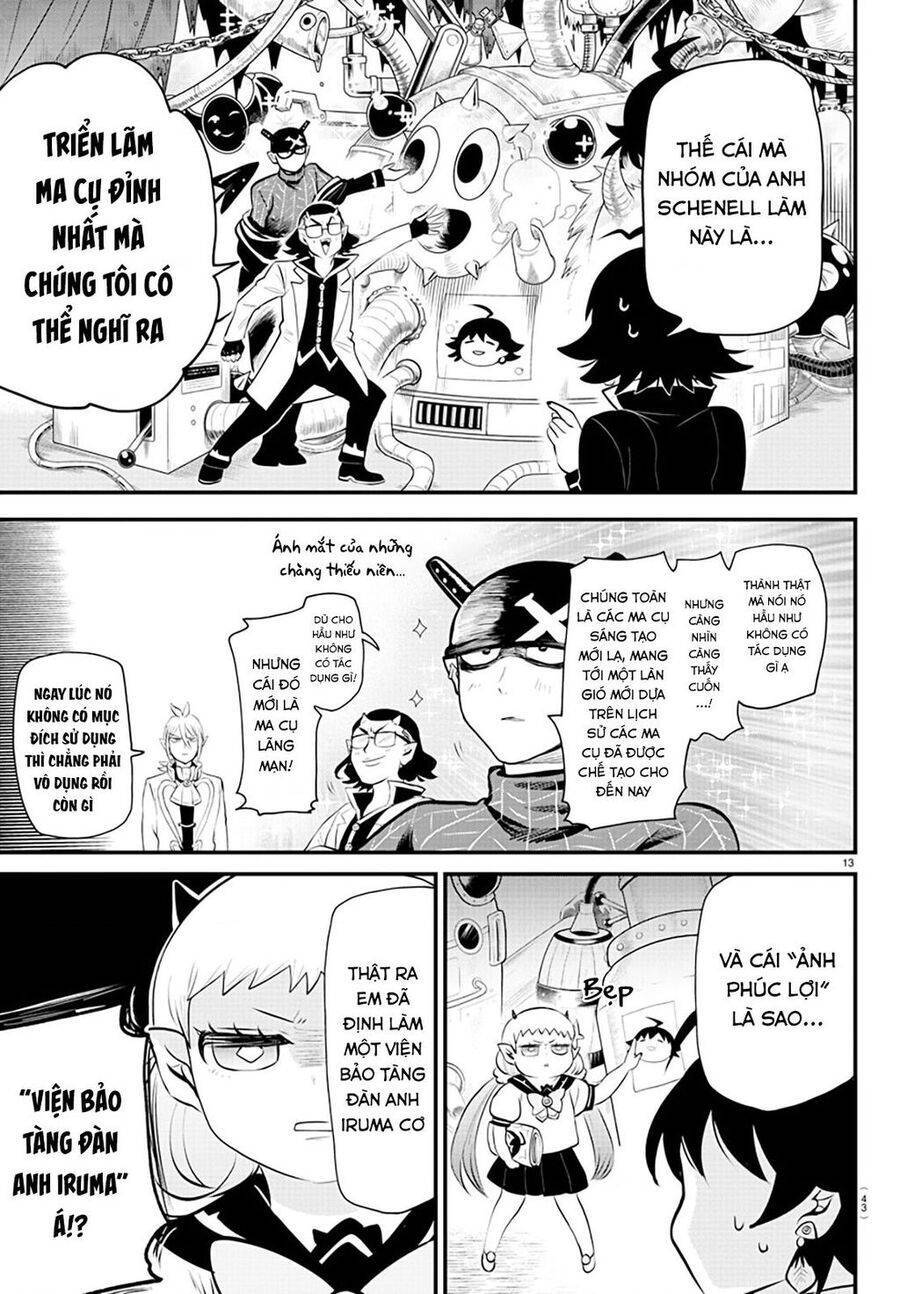 THẾ CÁI MÀ
NHÓM CỦA ANH
SCHENELL LÀM
NÀY LÀ...
TRIỂN LÃM
MA CỤ ĐỈNH
NHẤT MÀ
CHÚNG TÔI CÓ
THỂ NGHĨ RA
THÀNH THẬT
MÀ NÓI NÓ
HẦU NHƯ
KHÔNG CÓ
TÁC DỤNG
GÌ Ạ
NHƯNG
CÀNG
NHÌN CÀNG
THẤY
CUỐN
...!
CHÚNG TOÀN
LÀ CÁC MA CỤ
SÁNG TẠO
MỚI LẠ, MANG
TỚI MỘT LÀN
GIÓ MỚI DỰA
TRÊN LỊCH
SỬ CÁC MA
CỤ ĐÃ ĐƯỢC
CHẾ TẠO CHO
ĐẾN NAY
Ánh mắt của những
chàng thiếu niên...
DÙ CHO
HẦU NHƯ
KHÔNG
CÓ TÁC
DỤNG GÌ!
NHƯNG
CÁI ĐÓ
MỚI LÀ
MA CỤ
LÃNG
MẠN!
NGAY LÚC NÓ
KHÔNG CÓ MỤC
ĐÍCH SỬ DỤNG
THÌ CHẲNG PHẢI
VÔ DỤNG RỒI
CÒN GÌ
13
VÀ CÁI “ẢNH
PHÚC LỢI”
LÀ SAO...
Bẹp
(43)
THẬT RA
EM ĐÃ
ĐỊNH LÀM
MỘT VIỆN
BẢO TÀNG
ĐÀN ANH
IRUMA CƠ
“VIỆN BẢO
TÀNG ĐÀN
ANH IRUMA”
Á!?